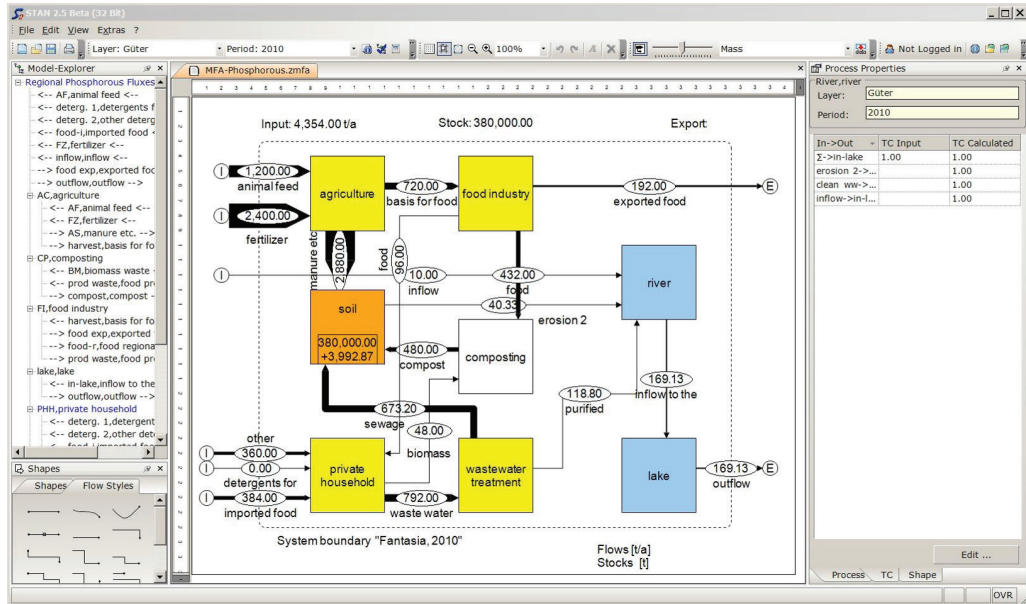 STAN 2.5 Beta (32 Bit)
File Edit View Extras ?
Layer: Güter Period: 2010 100% Mass Not Logged in
Model-Explorer
Regional Phosphorous Fluxes
<-- AF,animal feed <--
<-- deterg. 1,detergents f
<-- deterg. 2,other deterg
<-- food-i,imported food <
<-- FZ,fertilizer <--
<-- inflow,inflow <--
--> food exp,exported foo
--> outflow,outflow -->
AC,agriculture
<-- AF,animal feed <--
<-- FZ,fertilizer <--
--> AS,manure etc. -->
--> harvest,basis for fo
CP,composting
<-- BM,biomass waste
<-- prod waste,food pro
--> compost,compost -
FI,food industry
<-- harvest,basis for fo
--> food exp,exported
--> food-r,food regiona
--> prod waste,food pro
lake,lake
<-- in-lake,inflow to the
--> outflow,outflow -->
PHH,private household
<-- deterg. 1,detergent
<-- deterg. 2,other dete
Shapes
Shapes Flow Styles
MFA-Phosphorous.zmfa
Input: 4,354.00 t/a Stock: 380,000.00 Export:
I 1,200.00
animal feed
agriculture
720.00
basis for food
food industry
192.00 E
exported food
I 2,400.00
fertilizer
manure etc.
2,880.00
food
96.00
I 10.00
inflow
432.00
food
river
soil
380,000.00
+3,992.87
40.33
erosion 2
480.00
compost
composting
169.13
inflow to the
118.80
purified
673.20
sewage
48.00
biomass
other
I 360.00
I 0.00
detergents for
I 384.00
imported food
private
household
792.00
waste water
wastewater
treatment
lake
169.13 E
outflow
System boundary "Fantasia, 2010"
Flows [t/a]
Stocks [t]
Process Properties
River,river
Layer: Güter
Period: 2010
In->Out TC Input TC Calculated
Σ->in-lake 1.00 1.00
erosion 2->... 1.00
clean ww->... 1.00
inflow->in-l... 1.00
Edit ...
Process TC Shape
OVR